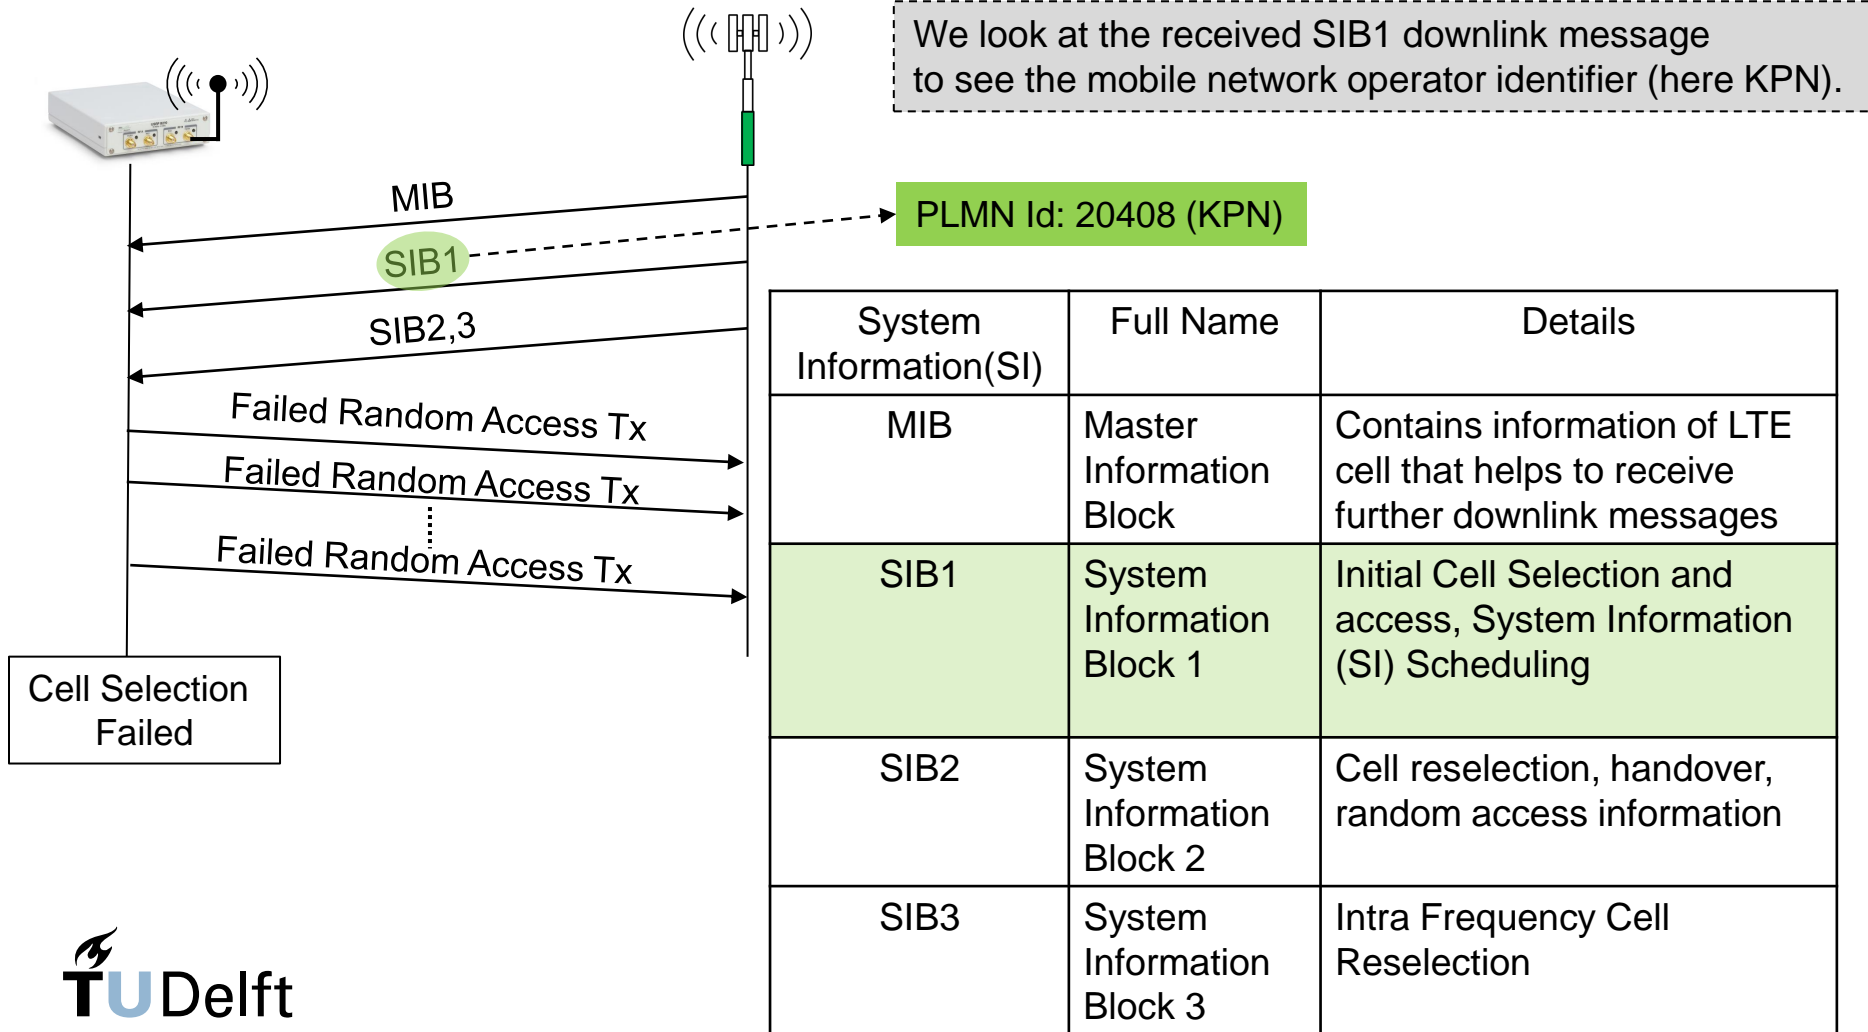 We look at the received SIB1 downlink message
to see the mobile network operator identifier (here KPN).
MIB
SIB1
PLMN Id: 20408 (KPN)
SIB2,3
Failed Random Access Tx
Failed Random Access Tx
Failed Random Access Tx
Cell Selection
Failed
System
Information(SI)
Full Name
Details
MIB
Master
Information
Block
Contains information of LTE
cell that helps to receive
further downlink messages
SIB1
System
Information
Block 1
Initial Cell Selection and
access, System Information
(SI) Scheduling
SIB2
System
Information
Block 2
Cell reselection, handover,
random access information
SIB3
System
Information
Block 3
Intra Frequency Cell
Reselection
TUDelft